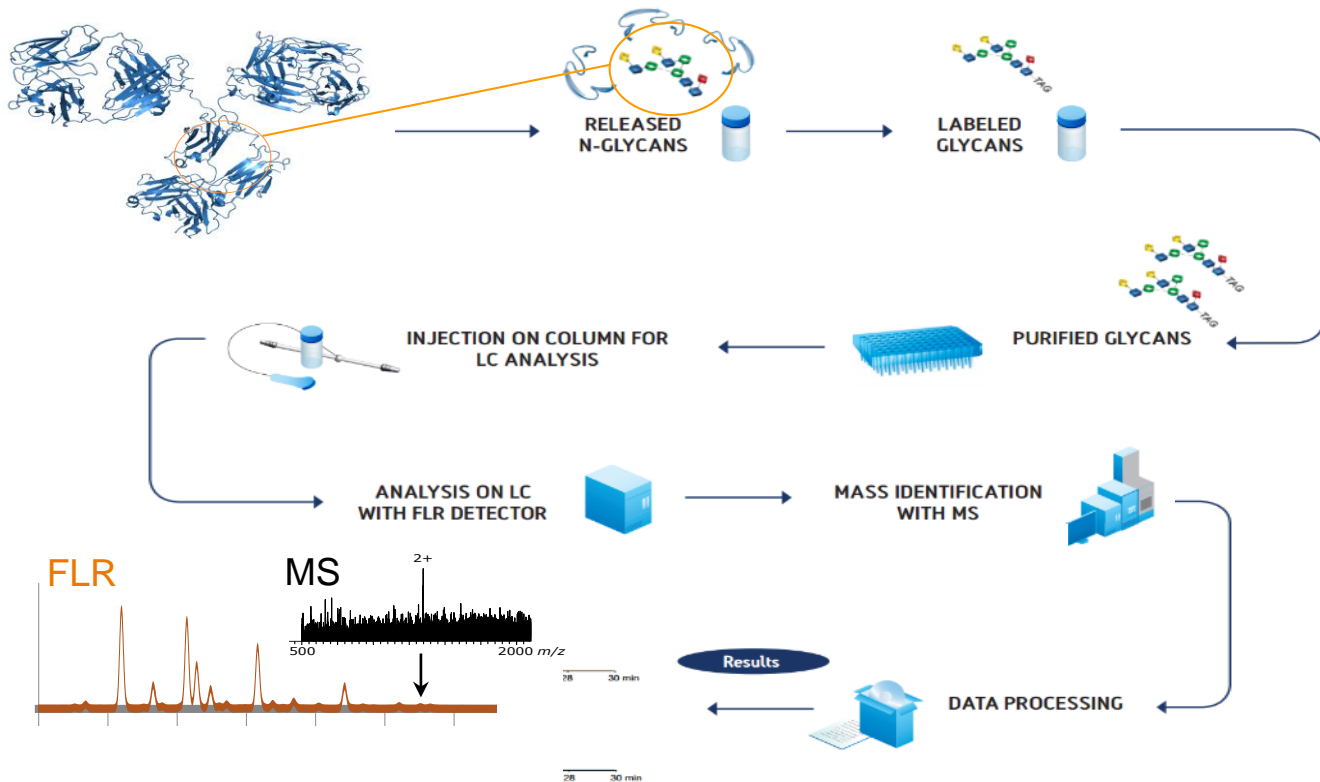 RELEASED
N-GLYCANS
TAG
LABELED
GLYCANS
TAG
TAG
PURIFIED GLYCANS
INJECTION ON COLUMN FOR
LC ANALYSIS
ANALYSIS ON LC
WITH FLR DETECTOR
MASS IDENTIFICATION
WITH MS
FLR
MS
2+
500
2000 m/z
28
30 min
Results
DATA PROCESSING
28
30 min